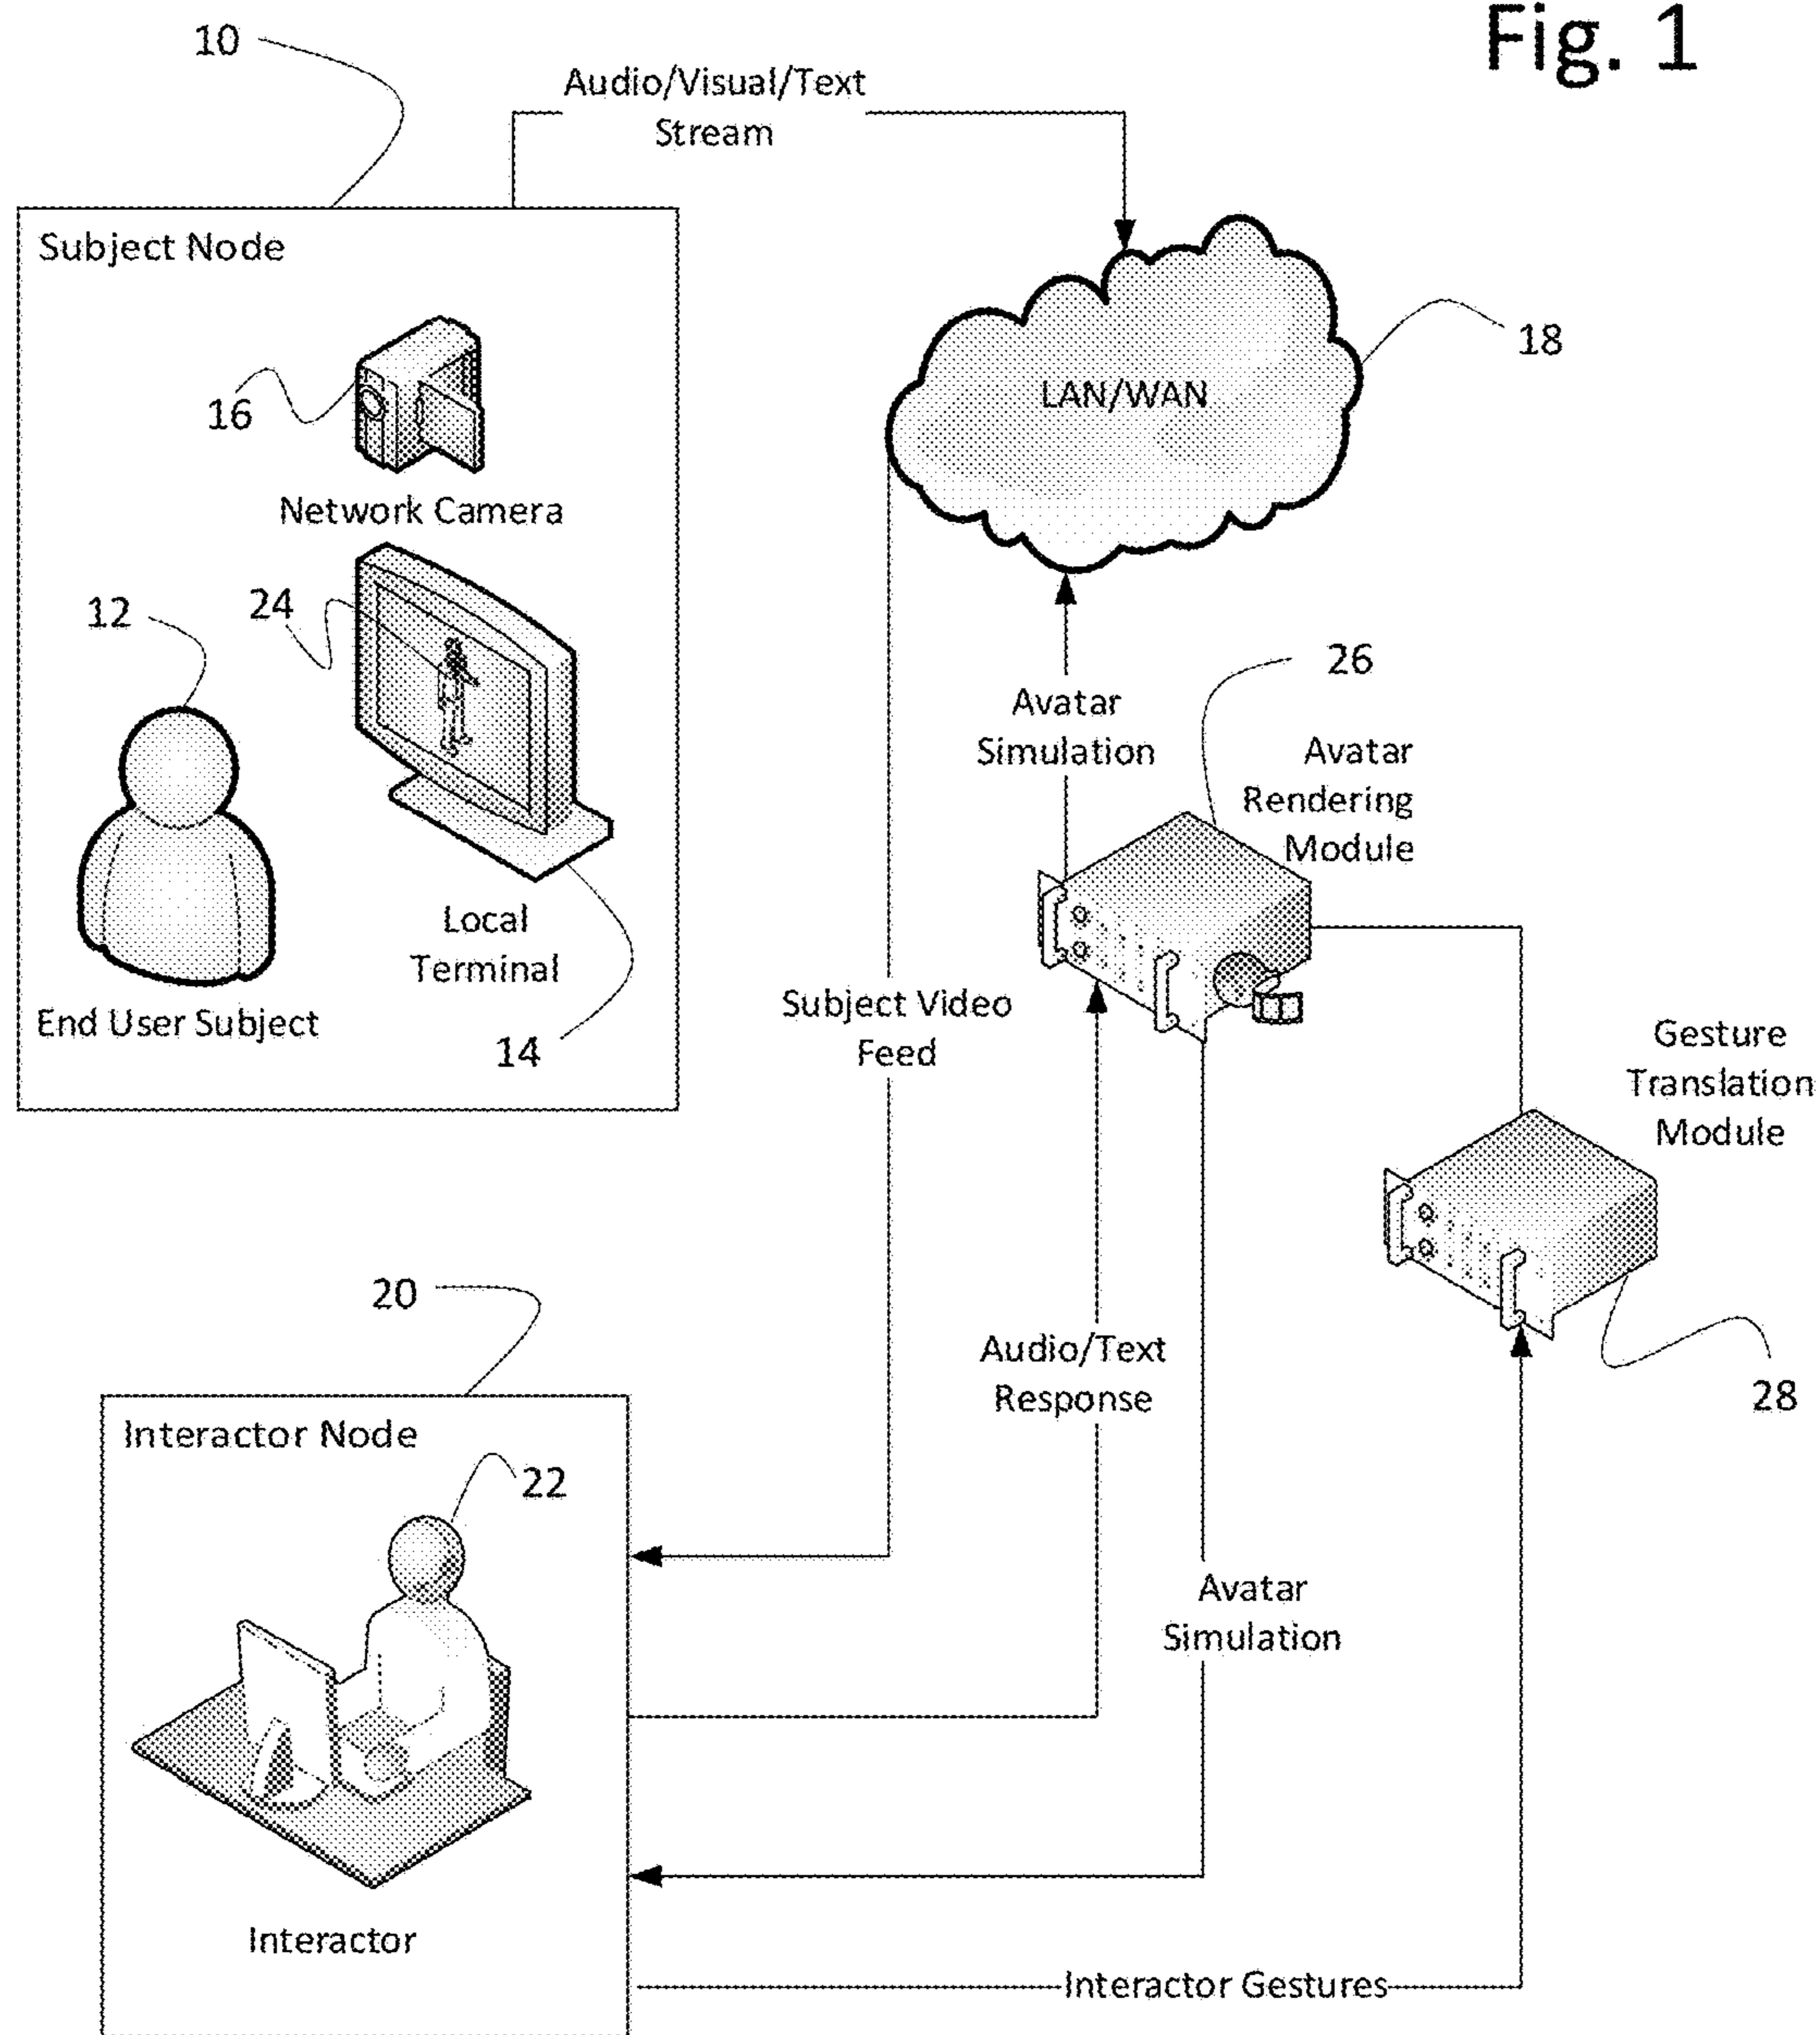 Fig. 1
10
Audio/Visual/Text
Stream
Subject Node
16
Network Camera
12
24
Local
Terminal
End User Subject
14
LAN/WAN
18
Avatar
Simulation
26
Avatar
Rendering
Module
Subject Video
Feed
Gesture
Translation
Module
28
20
Audio/Text
Response
Interactor Node
22
Avatar
Simulation
Interactor
Interactor Gestures